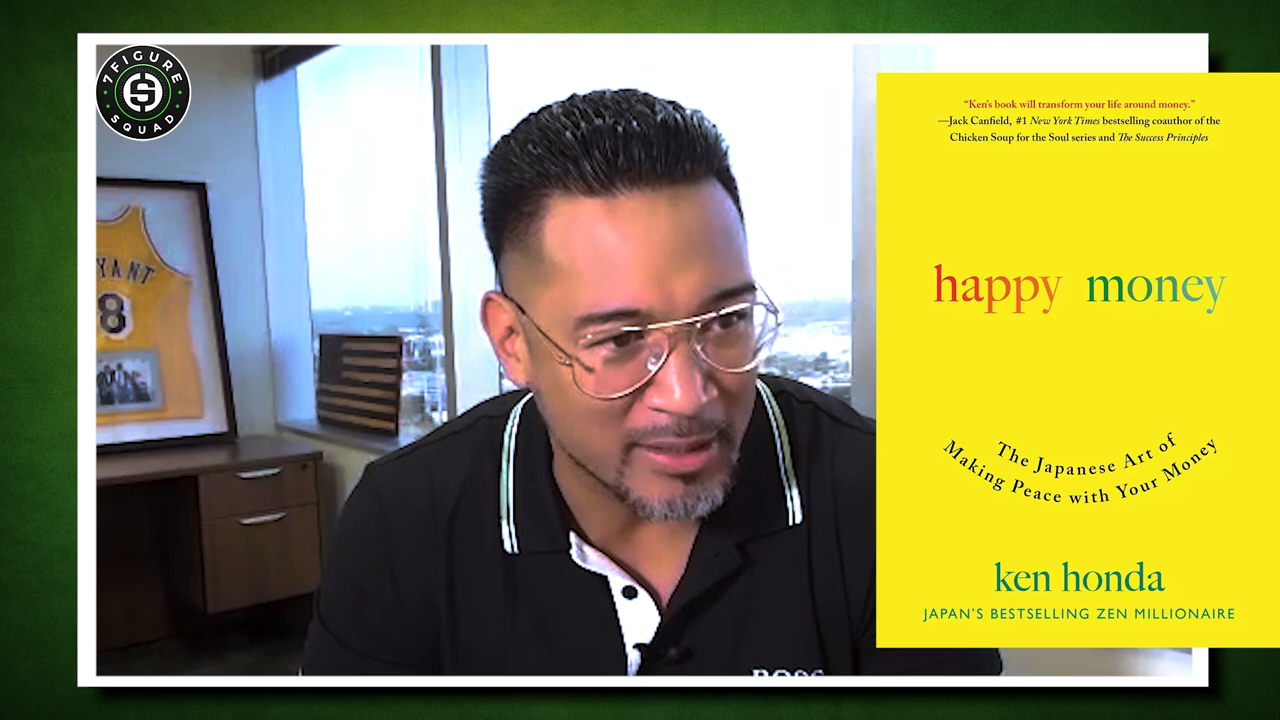 7FIGURE
SQUAD
YANT
8
"Ken's book will transform your life around money."
—Jack Canfield, #1 New York Times bestselling coauthor of the
Chicken Soup for the Soul series and The Success Principles
happy money
The Japanese Art of
Making Peace with Your Money
ken honda
JAPAN'S BESTSELLING ZEN MILLIONAIRE